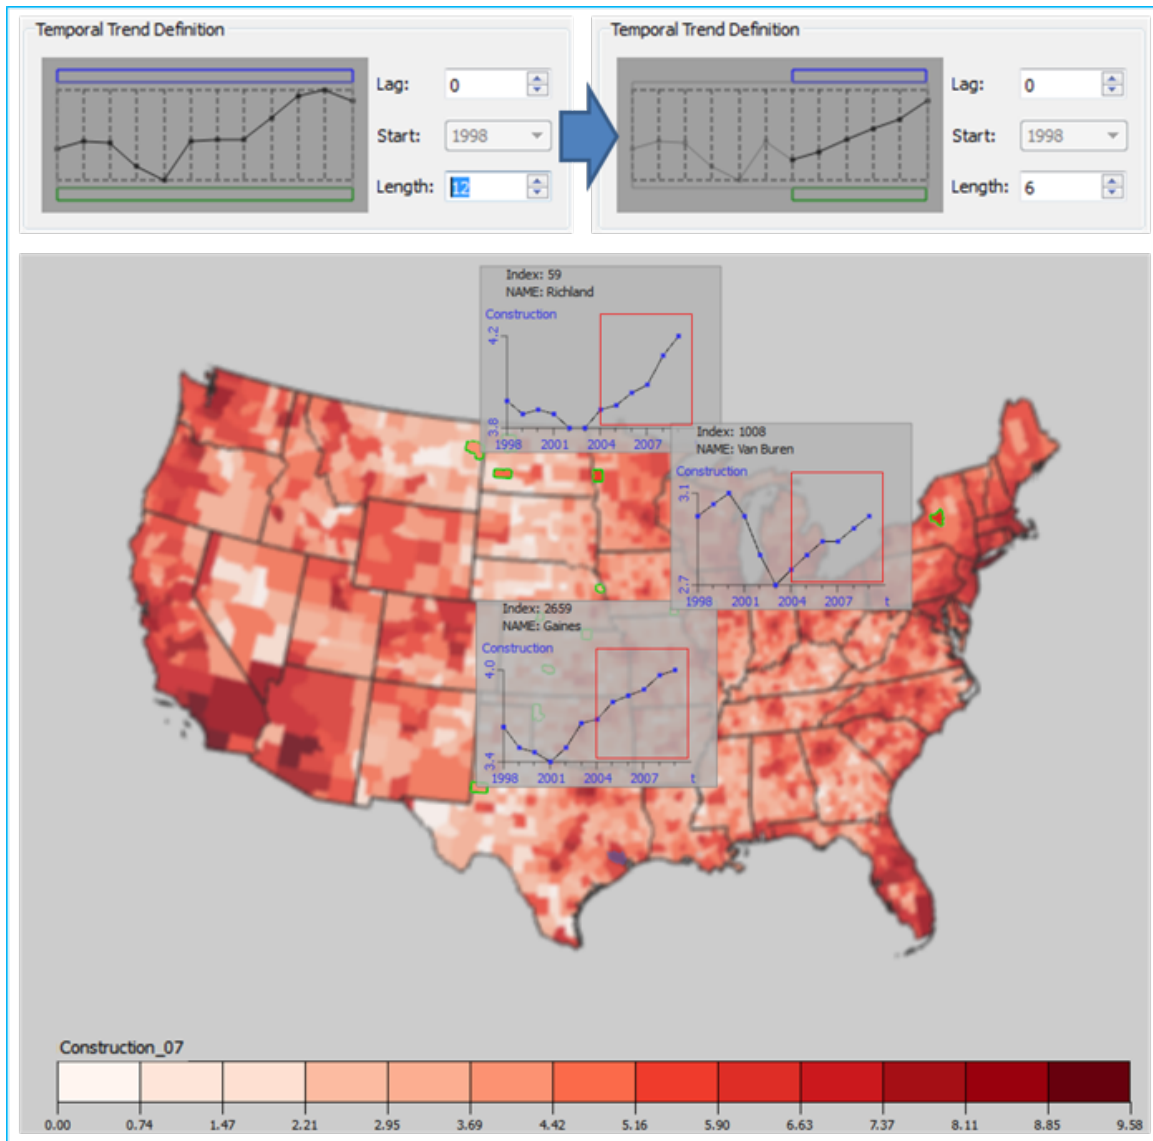 Temporal Trend Definition
Lag: 0
Start: 1998
Length: 12
Temporal Trend Definition
Lag: 0
Start: 1998
Length: 6
Index: 59
NAME: Richland
Construction
4.2
3.8
1998 2001 2004 2007
Index: 1008
NAME: Van Buren
Construction
3.1
2.7
1998 2001 2004 2007 t
Index: 2659
NAME: Gaines
Construction
4.0
3.4
1998 2001 2004 2007 t
Construction_07
0.00 0.74 1.47 2.21 2.95 3.69 4.42 5.16 5.90 6.63 7.37 8.11 8.85 9.58